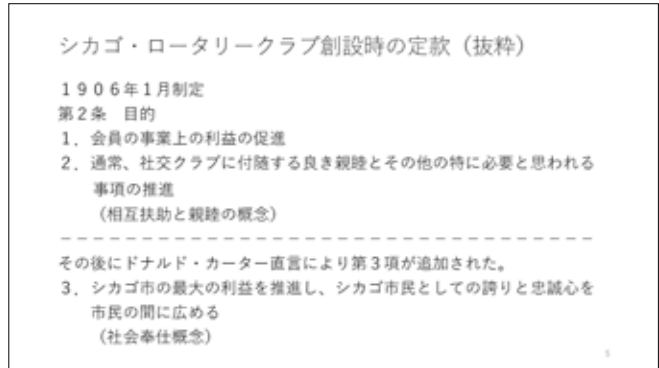 シカゴ・ロータリークラブ創設時の定款（抜粋）
１９０６年１月制定
第２条　目的
１．会員の事業上の利益の促進
２．通常、社交クラブに付随する良き親睦とその他の特に必要と思われる
事項の推進
（相互扶助と親睦の概念）
その後にドナルド・カーター直言により第３項が追加された。
３．シカゴ市の最大の利益を推進し、シカゴ市民としての誇りと忠誠心を
市民の間に広める
（社会奉仕概念）
5